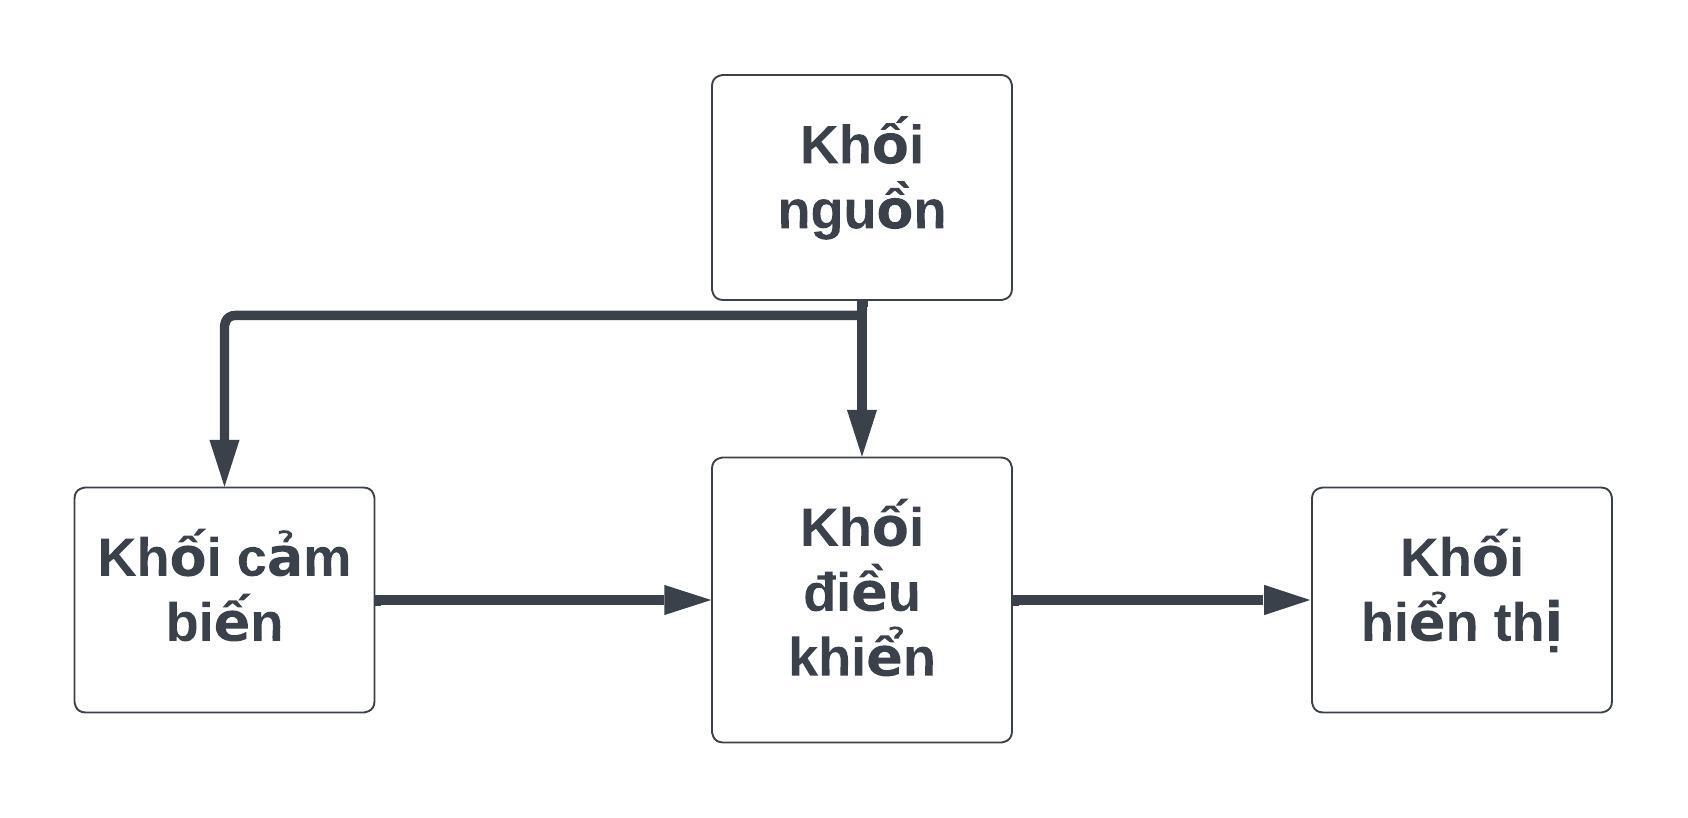 Khối
nguồn
Khối cảm
biến
Khối
điều
khiển
Khối
hiển thị